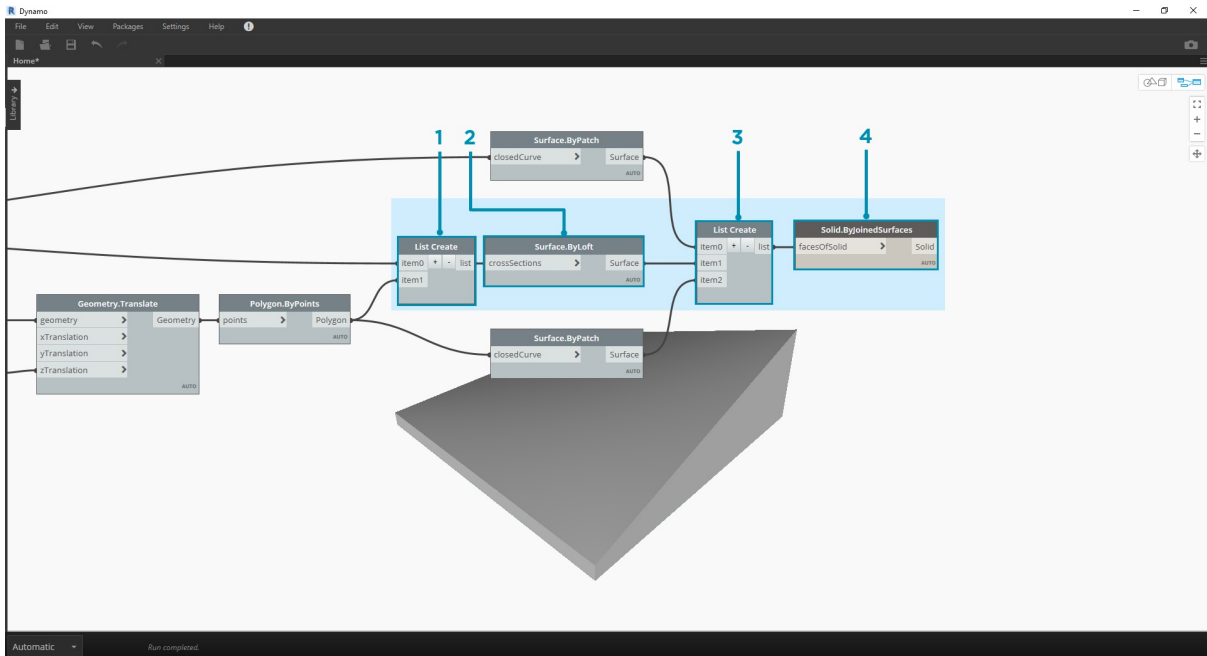 R Dynamo
File Edit View Packages Settings Help !
Home*
Library
1 2 3 4
Surface.ByPatch
closedCurve > Surface
AUTO
List Create
item0 + - list
item1
Surface.ByLoft
crossSections > Surface
AUTO
List Create
item0 + - list
item1
item2
Solid.ByJoinedSurfaces
facesOfSolid > Solid
AUTO
Geometry.Translate
geometry > Geometry
xTranslation >
yTranslation >
zTranslation >
AUTO
Polygon.ByPoints
points > Polygon
AUTO
Surface.ByPatch
closedCurve > Surface
AUTO
Automatic
Run completed.